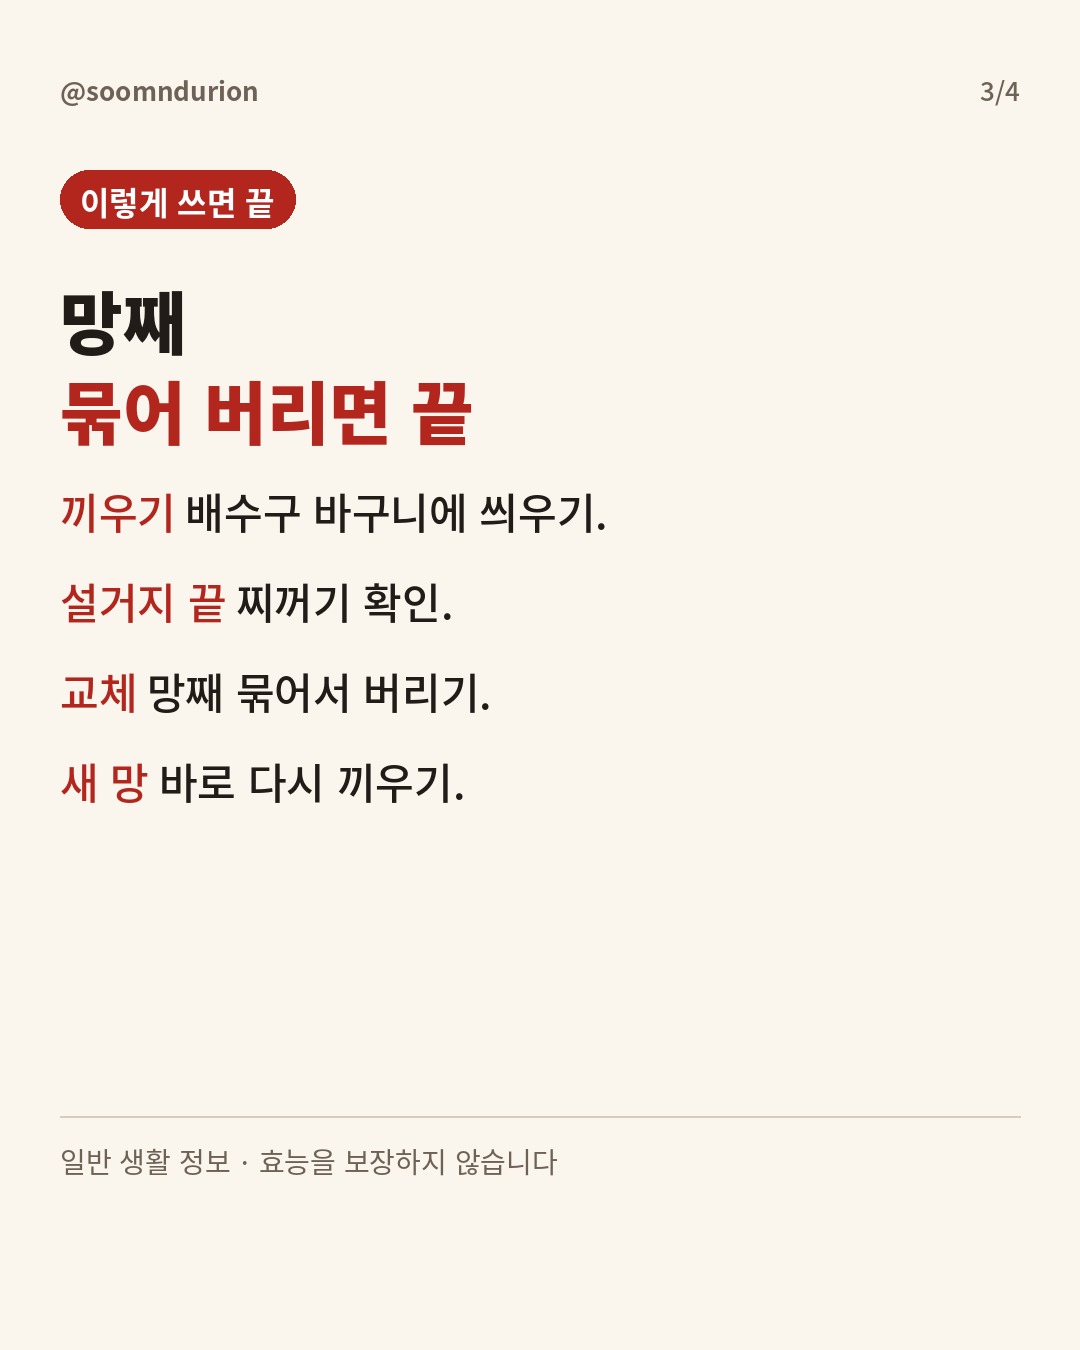 @soomndurion
3/4
이렇게 쓰면 끝
망째
묶어 버리면 끝
끼우기 배수구 바구니에 씌우기.
설거지 끝 찌꺼기 확인.
교체 망째 묶어서 버리기.
새 망 바로 다시 끼우기.
일반 생활 정보 · 효능을 보장하지 않습니다